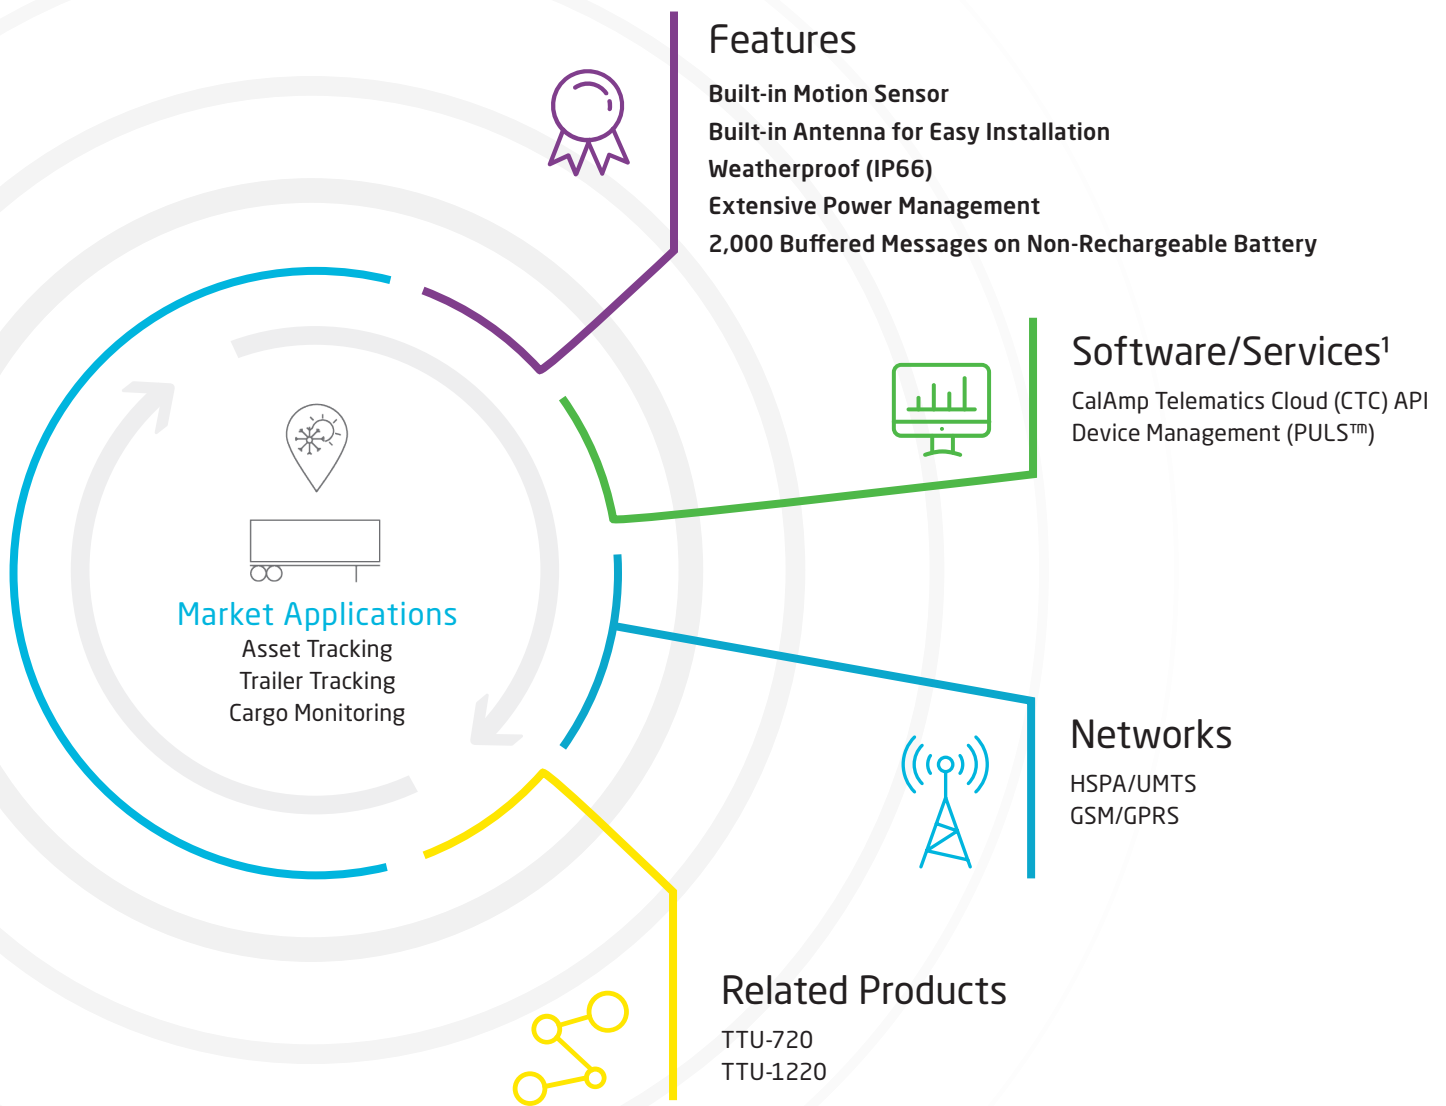 Features
Built-in Motion Sensor
Built-in Antenna for Easy Installation
Weatherproof (IP66)
Extensive Power Management
2,000 Buffered Messages on Non-Rechargeable Battery
Software/Services¹
CalAmp Telematics Cloud (CTC) API
Device Management (PULS™)
Market Applications
Asset Tracking
Trailer Tracking
Cargo Monitoring
Networks
HSPA/UMTS
GSM/GPRS
Related Products
TTU-720
TTU-1220